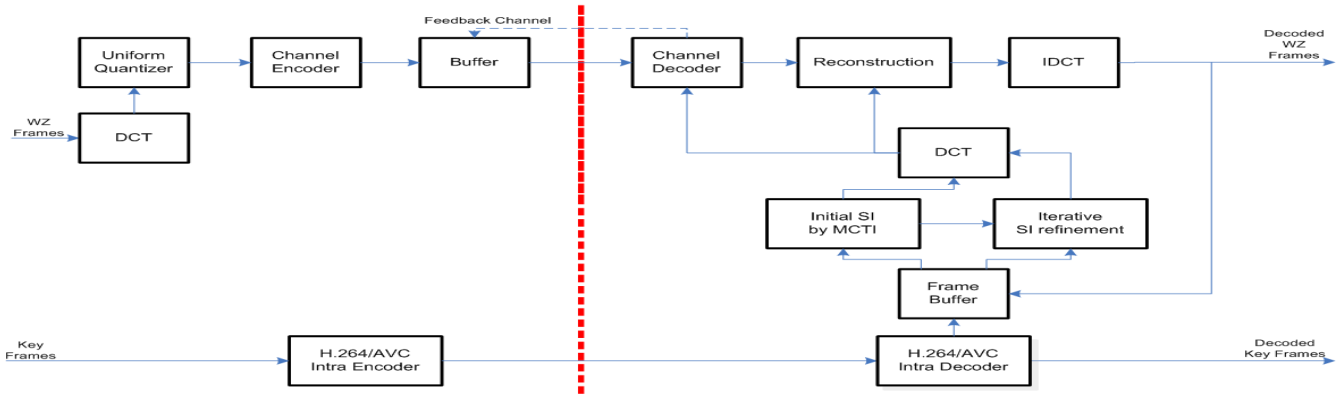 Feedback Channel
Uniform
Quantizer
Channel
Encoder
Buffer
Channel
Decoder
Reconstruction
IDCT
Decoded
WZ
Frames
WZ
Frames
DCT
DCT
Initial SI
by MCTI
Iterative
SI refinement
Frame
Buffer
Key
Frames
H.264/AVC
Intra Encoder
H.264/AVC
Intra Decoder
Decoded
Key Frames